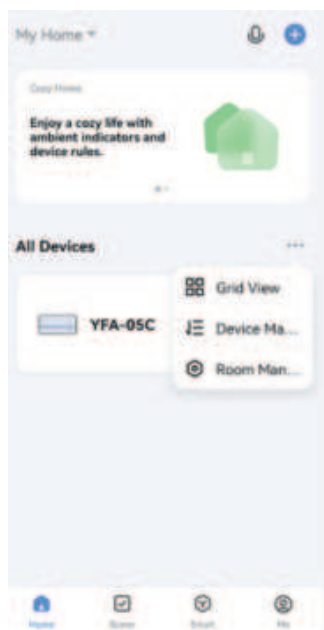 My Home
Cozy Home
Enjoy a cozy life with
ambient indicators and
device rules.
All Devices
Grid View
YFA-05C
Device Ma...
Room Man...
Home
Scene
Smart
Me